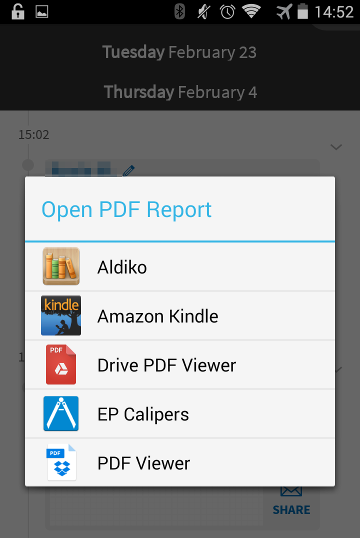 14:52
Tuesday February 23
Thursday February 4
15:02
Open PDF Report
Aldiko
kindle
Amazon Kindle
PDF
Drive PDF Viewer
EP Calipers
PDF
PDF Viewer
SHARE